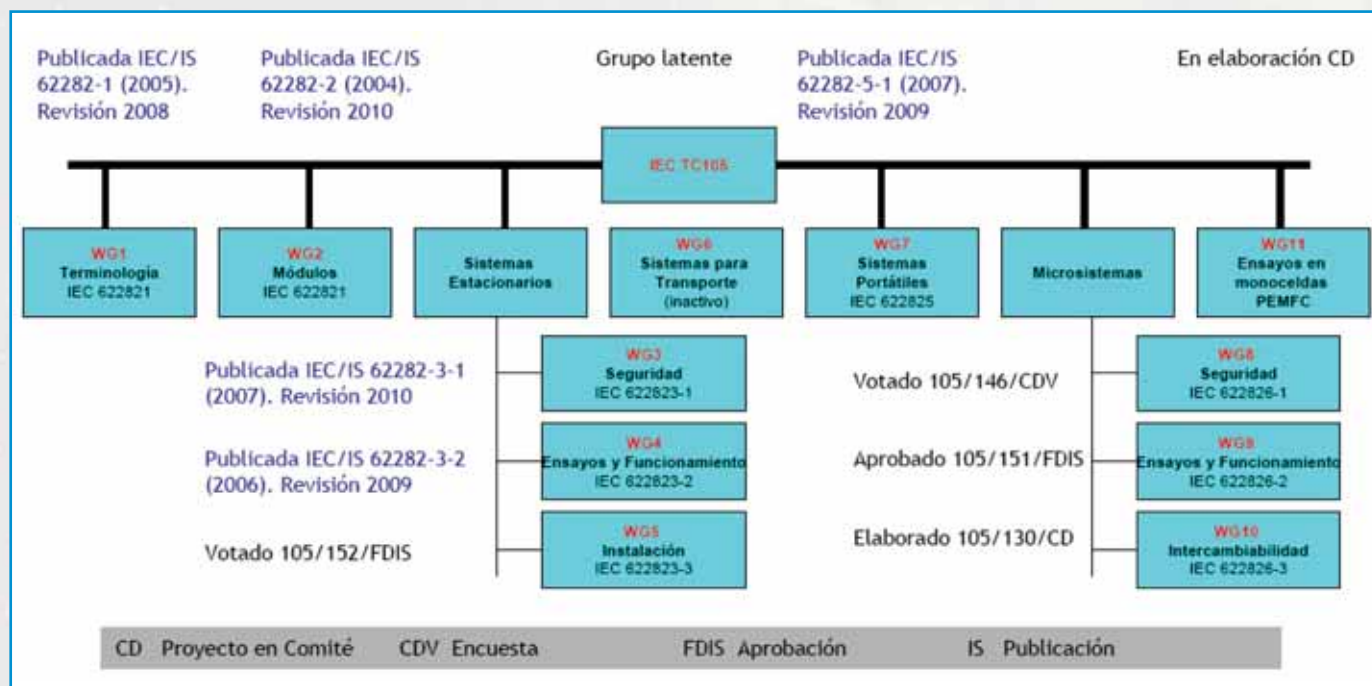 Publicada IEC/IS
62282-1 (2005).
Revisión 2008
Publicada IEC/IS
62282-2 (2004).
Revisión 2010
Grupo latente
Publicada IEC/IS
62282-5-1 (2007).
Revisión 2009
En elaboración CD
IEC TC105
WG1
Terminología
IEC 622821
WG2
Módulos
IEC 622821
Sistemas
Estacionarios
WG6
Sistemas para
Transporte
(inactivo)
WG7
Sistemas
Portátiles
IEC 622825
Microsistemas
WG11
Ensayos en
monoceldas
PEMFC
Publicada IEC/IS 62282-3-1
(2007). Revisión 2010
WG3
Seguridad
IEC 622823-1
Votado 105/146/CDV
WG8
Seguridad
IEC 622826-1
Publicada IEC/IS 62282-3-2
(2006). Revisión 2009
WG4
Ensayos y Funcionamiento
IEC 622823-2
Aprobado 105/151/FDIS
WG9
Ensayos y Funcionamiento
IEC 622826-2
Votado 105/152/FDIS
WG5
Instalación
IEC 622823-3
Elaborado 105/130/CD
WG10
Intercambiabilidad
IEC 622826-3
CD Proyecto en Comité CDV Encuesta FDIS Aprobación IS Publicación